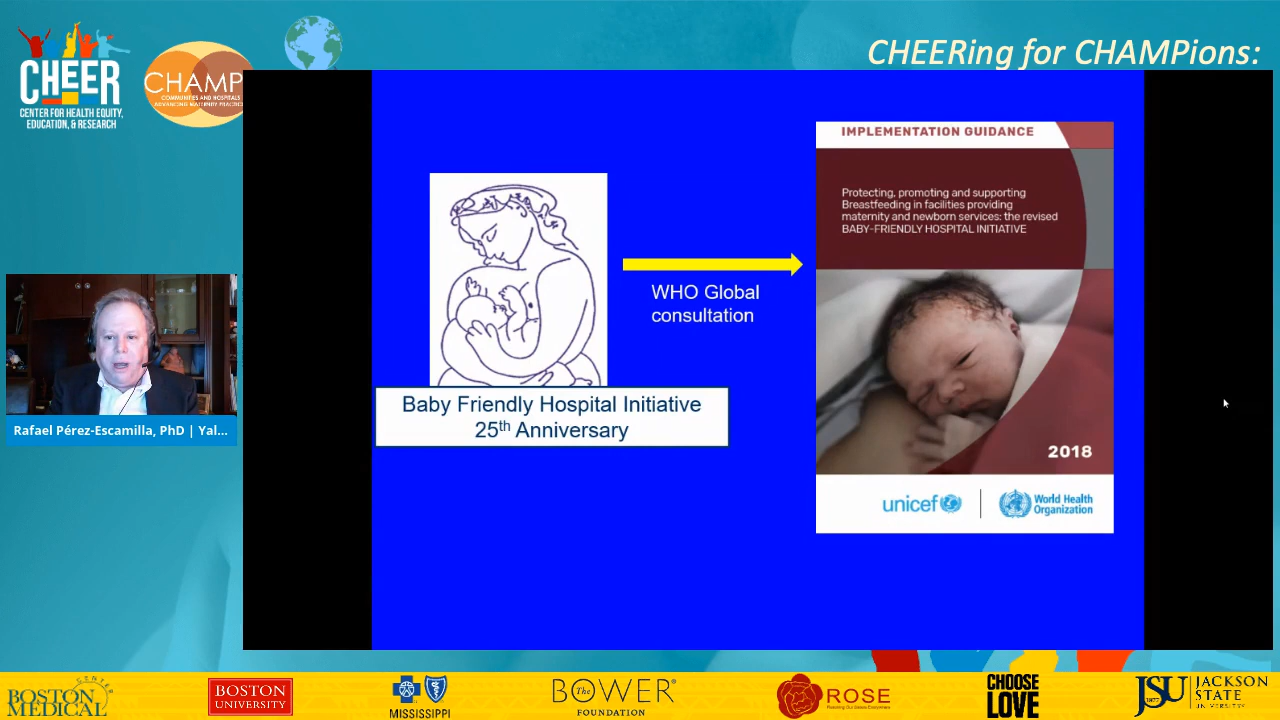 CHEERing for CHAMPions:
CHEER
CENTER FOR HEALTH EQUITY,
EDUCATION, & RESEARCH
CHAMP
COMMUNITIES AND HOSPITALS
IMPLEMENTATION GUIDANCE
Protecting, promoting and supporting
Breastfeeding in facilities providing
maternity and newborn services: the revised
BABY-FRIENDLY HOSPITAL INITIATIVE
WHO Global
consultation
Baby Friendly Hospital Initiative
25th Anniversary
2018
unicef
World Health
Organization
Rafael Pérez-Escamilla, PhD | Yal...
BOSTON
MEDICAL
CENTER
BOSTON
UNIVERSITY
MISSISSIPPI
The
BOWER®
FOUNDATION
ROSE
CHOOSE
LOVE
JSU
1877
JACKSON
STATE
UNIVERSITY